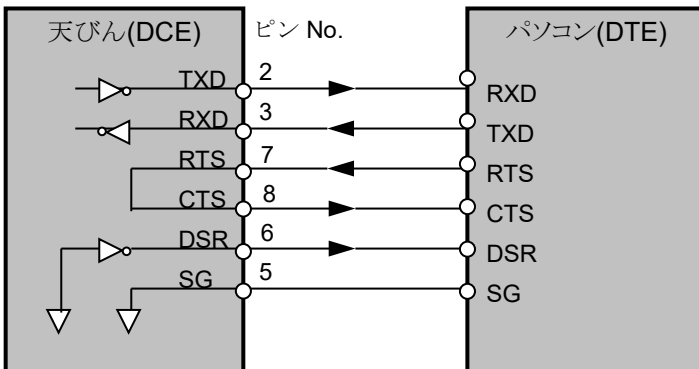 天びん(DCE) ピン No. パソコン(DTE)
TXD 2 RXD
RXD 3 TXD
RTS 7 RTS
CTS 8 CTS
DSR 6 DSR
SG 5 SG